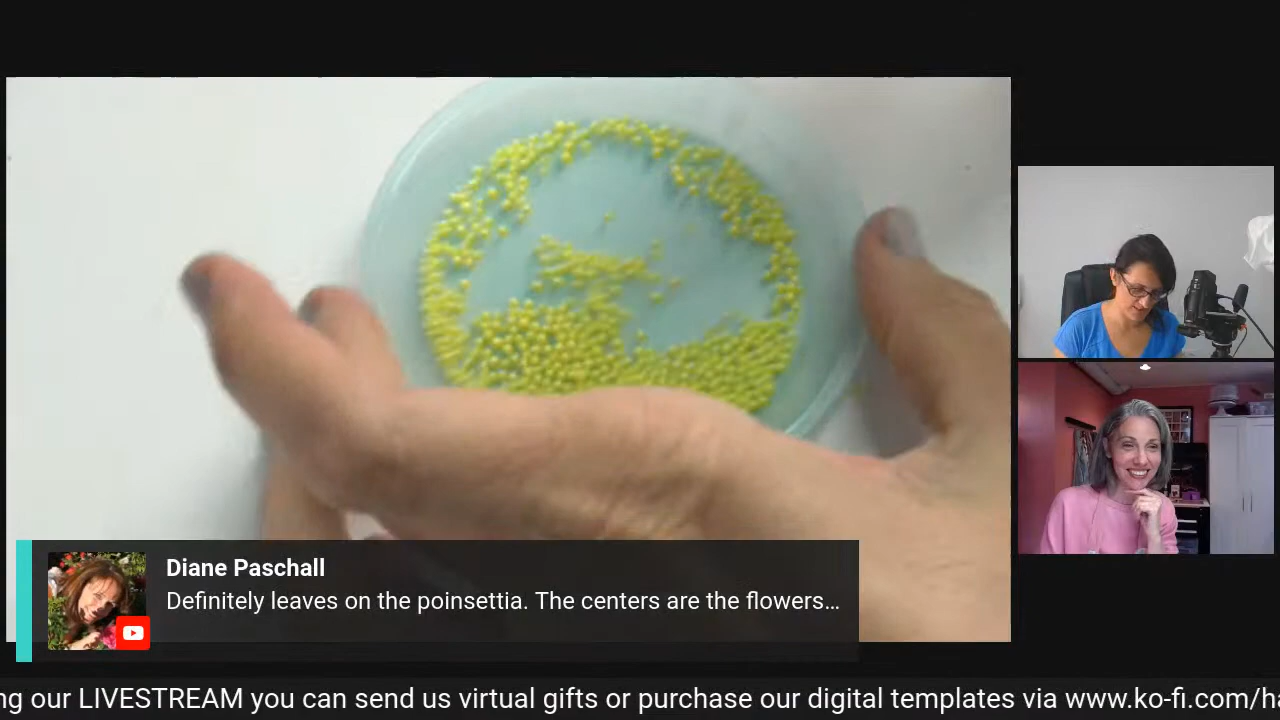 Diane Paschall
Definitely leaves on the poinsettia. The centers are the flowers...
ng our LIVESTREAM you can send us virtual gifts or purchase our digital templates via www.ko-fi.com/ha